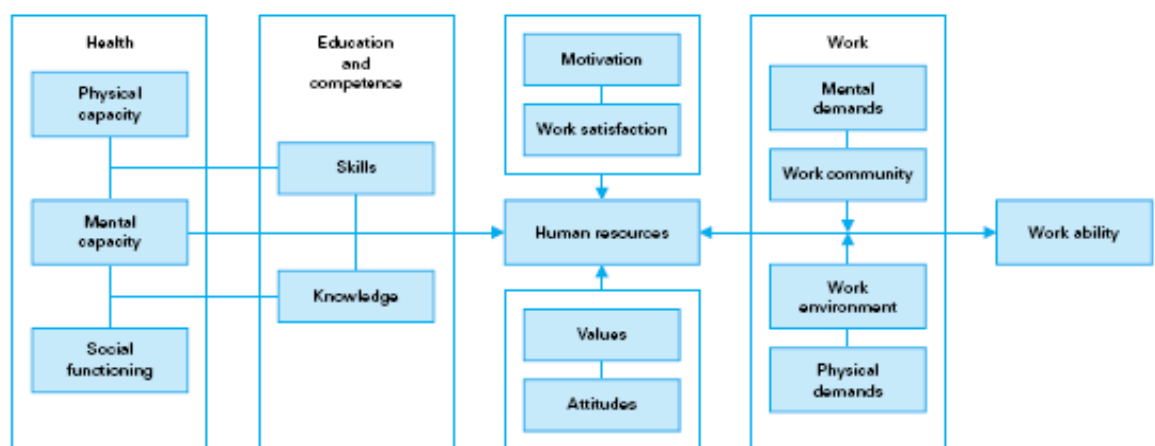 Health
Physical
capacity
Mental
capacity
Social
functioning
Education
and
competence
Skills
Knowledge
Motivation
Work satisfaction
Human resources
Values
Attitudes
Work
Mental
demands
Work community
Work
environment
Physical
demands
Work ability